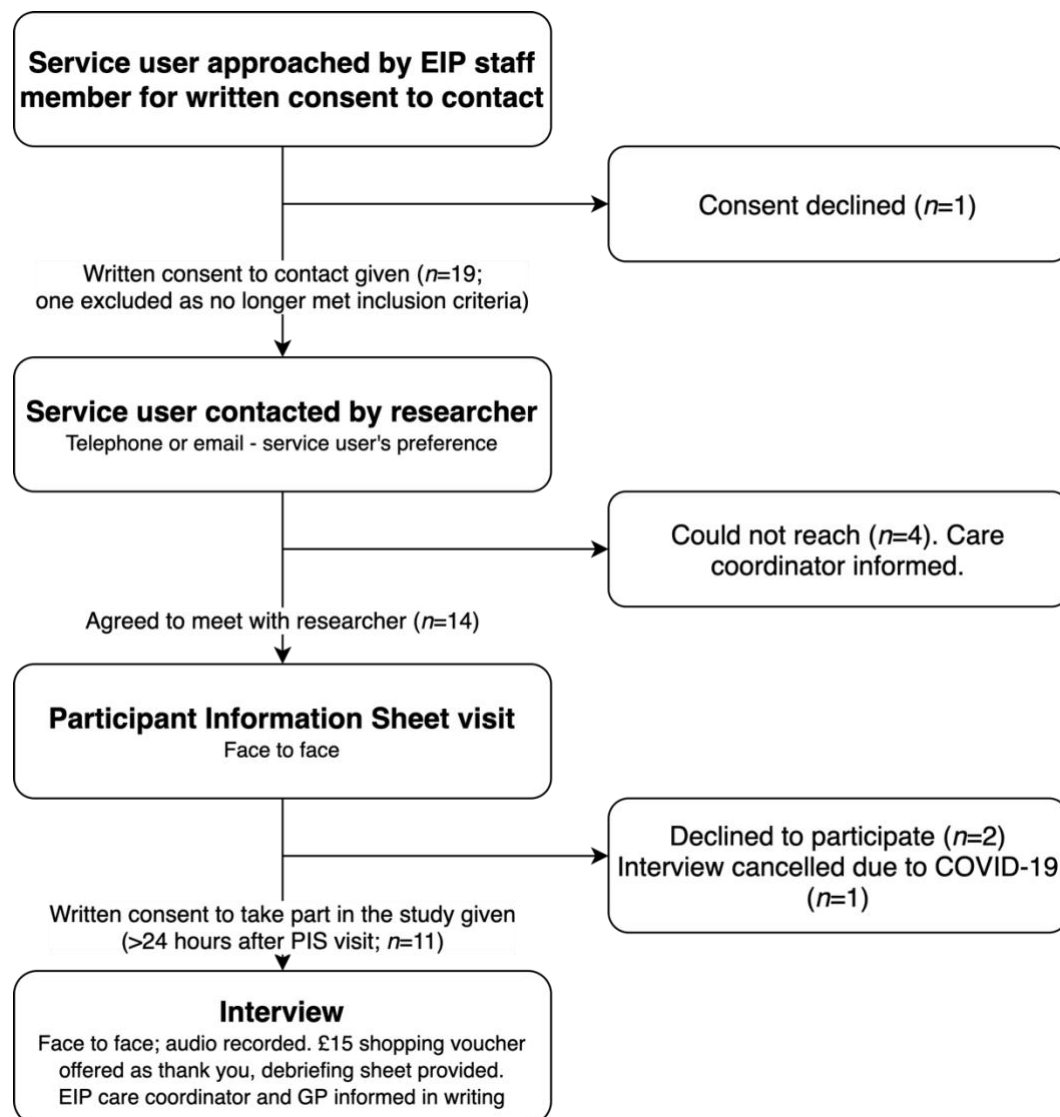 Service user approached by EIP staff
member for written consent to contact
Consent declined (n=1)
Written consent to contact given (n=19;
one excluded as no longer met inclusion criteria)
Service user contacted by researcher
Telephone or email - service user's preference
Could not reach (n=4). Care
coordinator informed.
Agreed to meet with researcher (n=14)
Participant Information Sheet visit
Face to face
Declined to participate (n=2)
Interview cancelled due to COVID-19
(n=1)
Written consent to take part in the study given
(>24 hours after PIS visit; n=11)
Interview
Face to face; audio recorded. £15 shopping voucher
offered as thank you, debriefing sheet provided.
EIP care coordinator and GP informed in writing